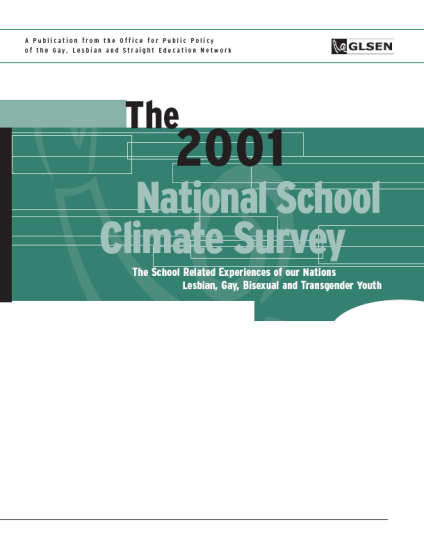 A Publication from the Office for Public Policy
of the Gay, Lesbian and Straight Education Network
GLSEN
The
2001
National School
Climate Survey
The School Related Experiences of our Nations
Lesbian, Gay, Bisexual and Transgender Youth